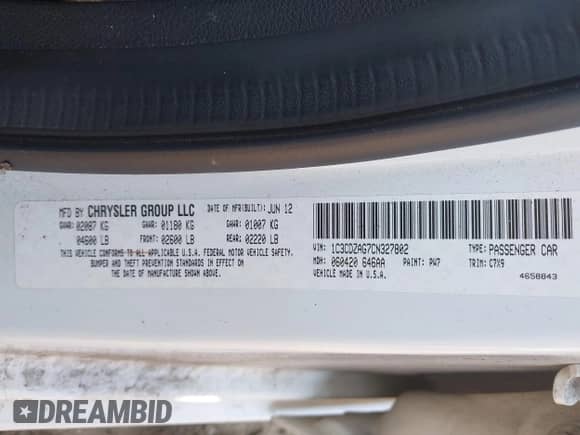 MFD BY CHRYSLER GROUP LLC DATE OF MFR(BUILT): JUN 12
GVWR: 02087 KG GAWR: 01180 KG GAWR: 01007 KG
04600 LB FRONT: 02600 LB REAR: 02220 LB
THIS VEHICLE CONFORMS TO ALL U.S.A. FEDERAL MOTOR VEHICLE SAFETY,
BUMPER AND THEFT PREVENTION STANDARDS IN EFFECT ON
THE DATE OF MANUFACTURE SHOWN ABOVE.
VIN: 1C3CDZAG7CN327802 TYPE: PASSENGER CAR
MDH: 060420 646AA PAINT: PW7 TRIM: C7X9
VEHICLE MADE IN U.S.A. 4658843
DREAMBID